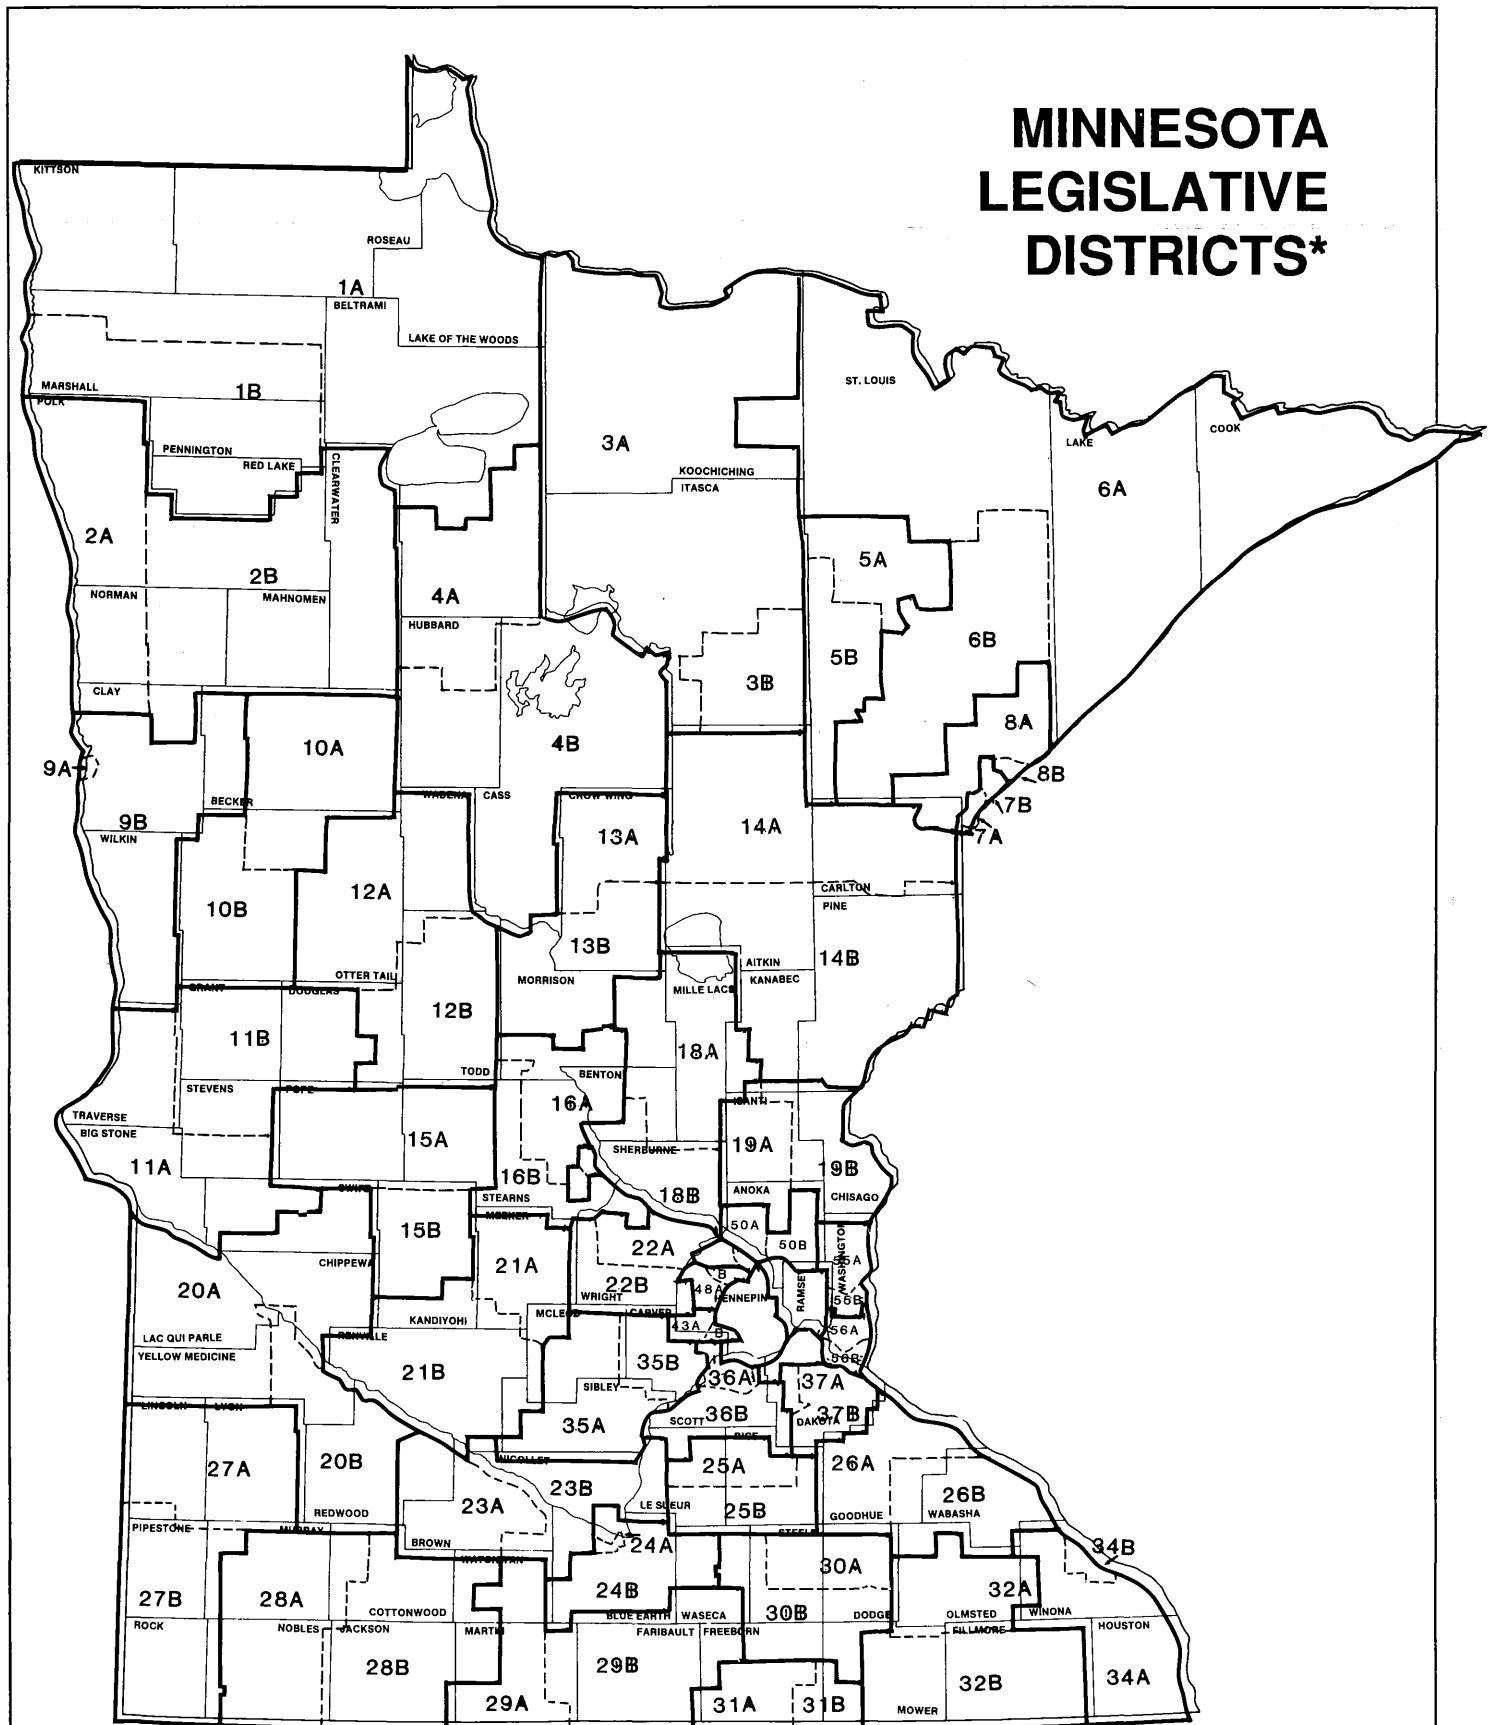 MINNESOTA
LEGISLATIVE
DISTRICTS*
KITTSON
ROSEAU
1A
BELTRAMI
LAKE OF THE WOODS
ST. LOUIS
MARSHALL
1B
POLK
COOK
LAKE
3A
PENNINGTON
RED LAKE
CLEARWATER
KOOCHICHING
ITASCA
6A
2A
5A
2B
NORMAN
MAHNOMEN
4A
HUBBARD
6B
5B
3B
CLAY
8A
10A
4B
9A
8B
BECKER
WADENA
CASS
CROW WING
7B
9B
WILKIN
13A
14A
7A
12A
CARLTON
PINE
10B
13B
14B
AITKIN
OTTER TAIL
MORRISON
KANABEC
GRANT
DOUGLAS
MILLE LACS
12B
11B
18A
TODD
BENTON
STEVENS
POPE
16A
ISANTI
TRAVERSE
BIG STONE
15A
19A
SHERBURNE
11A
16B
19B
SWIFT
STEARNS
18B
ANOKA
CHISAGO
MEEKER
15B
50A
50B
WASHINGTON
22A
55A
CHIPPEWA
21A
20A
22B
B
48A
HENNEPIN
RAMSEY
WRIGHT
55B
MCLEOD
CARVER
KANDIYOHI
43A
B
56A
LAC QUI PARLE
RENVILLE
YELLOW MEDICINE
56B
35B
21B
36A
37A
SIBLEY
LINCOLN
LYON
36B
37B
SCOTT
DAKOTA
35A
RICE
NICOLLET
20B
27A
25A
26A
23B
23A
26B
LE SUEUR
REDWOOD
25B
GOODHUE
WABASHA
PIPESTONE
MURRAY
STEELE
BROWN
24A
34B
WATONWAN
30A
24B
32A
27B
28A
COTTONWOOD
BLUE EARTH
WASECA
30B
DODGE
OLMSTED
WINONA
ROCK
NOBLES
JACKSON
MARTIN
FARIBAULT
FREEBORN
FILLMORE
HOUSTON
28B
29B
32B
34A
29A
31A
31B
MOWER